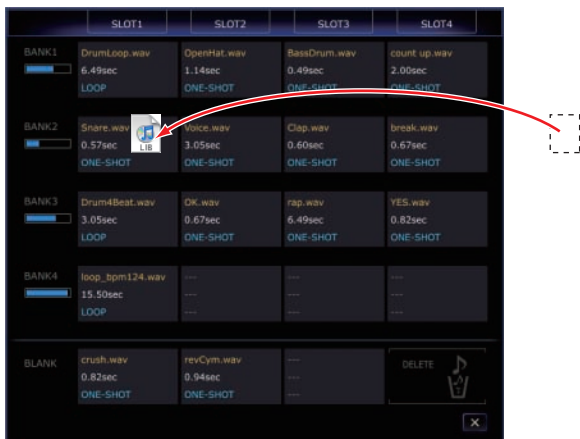 SLOT1 SLOT2 SLOT3 SLOT4
BANK1 DrumLoop.wav OpenHat.wav BassDrum.wav count up.wav
6.49sec 1.14sec 0.49sec 2.00sec
LOOP ONE-SHOT ONE-SHOT ONE-SHOT
BANK2 Snare.wav Voice.wav Clap.wav break.wav
0.57sec LIB 3.05sec 0.60sec 0.67sec
ONE-SHOT ONE-SHOT ONE-SHOT ONE-SHOT
BANK3 Drum4Beat.wav OK.wav rap.wav YES.wav
3.05sec 0.67sec 6.49sec 0.82sec
LOOP ONE-SHOT ONE-SHOT ONE-SHOT
BANK4 loop_bpm124.wav --- --- ---
15.50sec --- --- ---
LOOP --- --- ---
BLANK crush.wav revCym.wav --- DELETE
0.82sec 0.94sec ---
ONE-SHOT ONE-SHOT ---